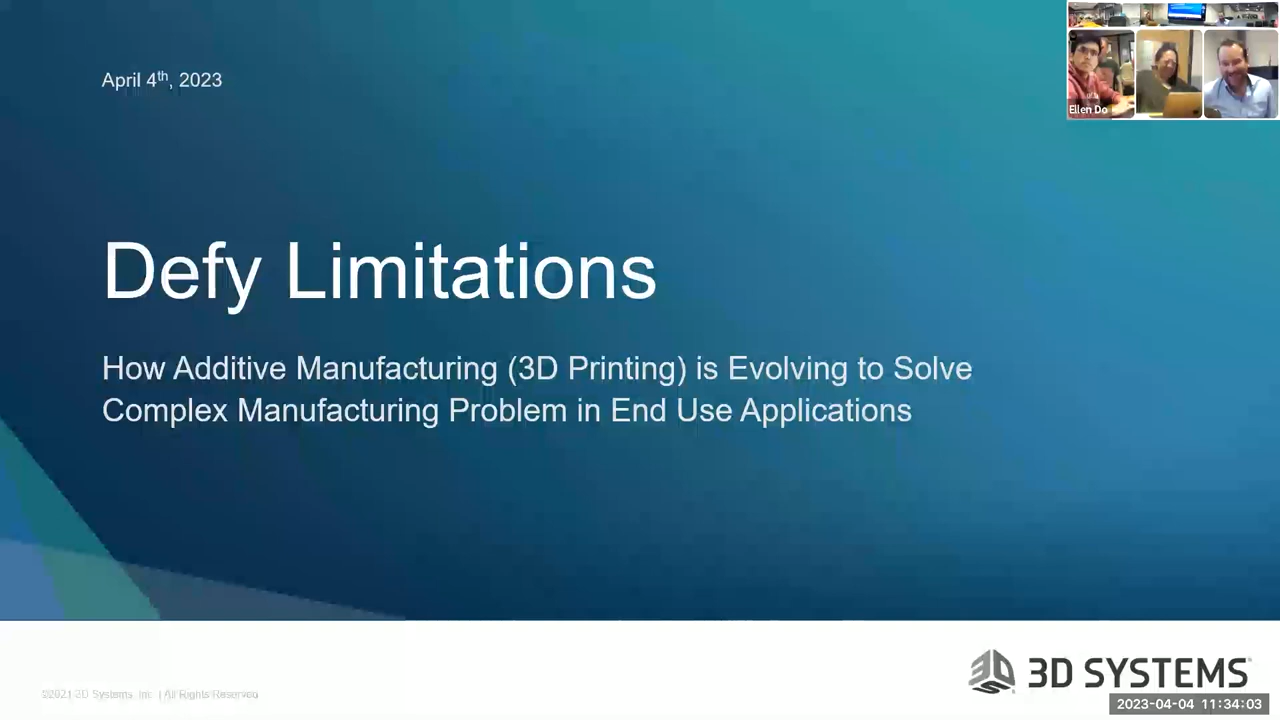 April 4th, 2023
Ellen Do
Defy Limitations
How Additive Manufacturing (3D Printing) is Evolving to Solve
Complex Manufacturing Problem in End Use Applications
©2021 3D Systems, Inc. | All Rights Reserved
3D SYSTEMS
2023-04-04 11:34:03